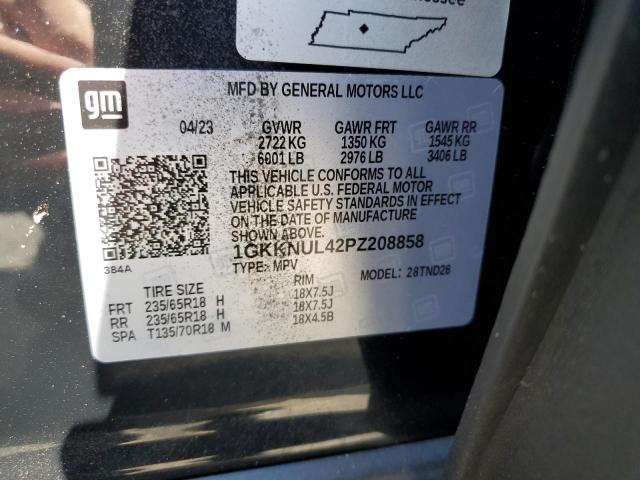 gm
MFD BY GENERAL MOTORS LLC
04/23 GVWR GAWR FRT GAWR RR
2722 KG 1350 KG 1545 KG
6001 LB 2976 LB 3406 LB
THIS VEHICLE CONFORMS TO ALL
APPLICABLE U.S. FEDERAL MOTOR
VEHICLE SAFETY STANDARDS IN EFFECT
ON THE DATE OF MANUFACTURE
SHOWN ABOVE.
1GKKNUL42PZ208858
TYPE: MPV MODEL: 28TND26
384A
TIRE SIZE RIM
FRT 235/65R18 H 18X7.5J
RR 235/65R18 H 18X7.5J
SPA T135/70R18 M 18X4.5B